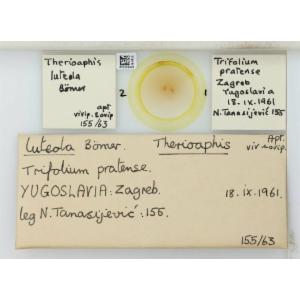 Therioaphis
luteola
Börner
apt
vivip. &ovip
155/63
2
1
Trifolium
pratense
Zagreb
Yugoslavia
18.ix.1961
N.Tanasijević 155
luteola Börner. Therioaphis
Apt.
viv &ovip.
Trifolium pratense.
YUGOSLAVIA: Zagreb. 18.ix.1961.
leg N.Tanasijević: 155.
155/63